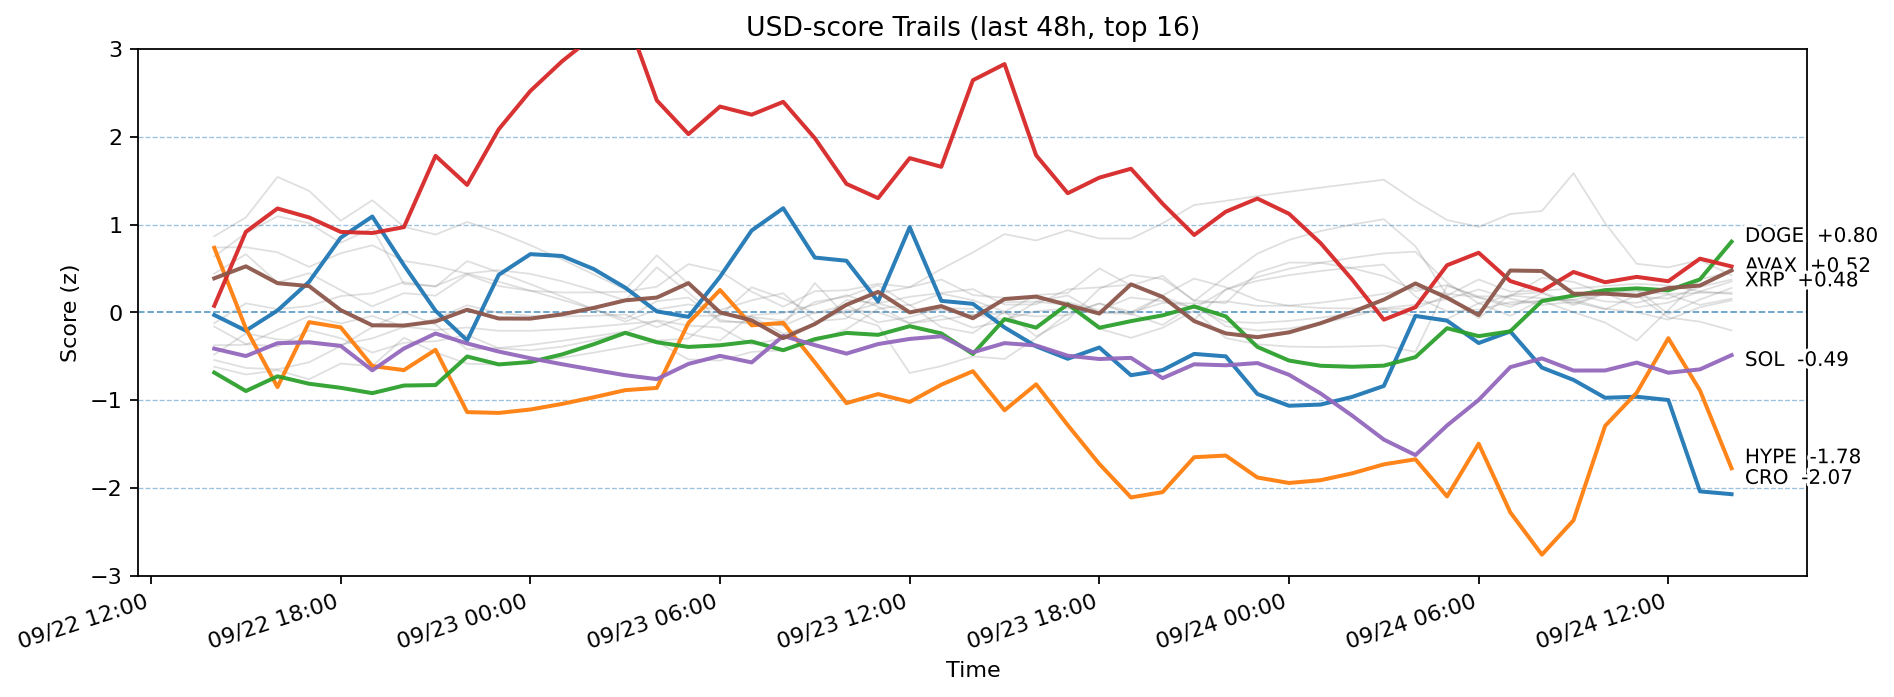 USD-score Trails (last 48h, top 16)
Score (z)
3
2
1
0
−1
−2
−3
DOGE +0.80
AVAX +0.52
XRP +0.48
SOL -0.49
HYPE -1.78
CRO -2.07
09/22 12:00
09/22 18:00
09/23 00:00
09/23 06:00
09/23 12:00
09/23 18:00
09/24 00:00
09/24 06:00
09/24 12:00
Time